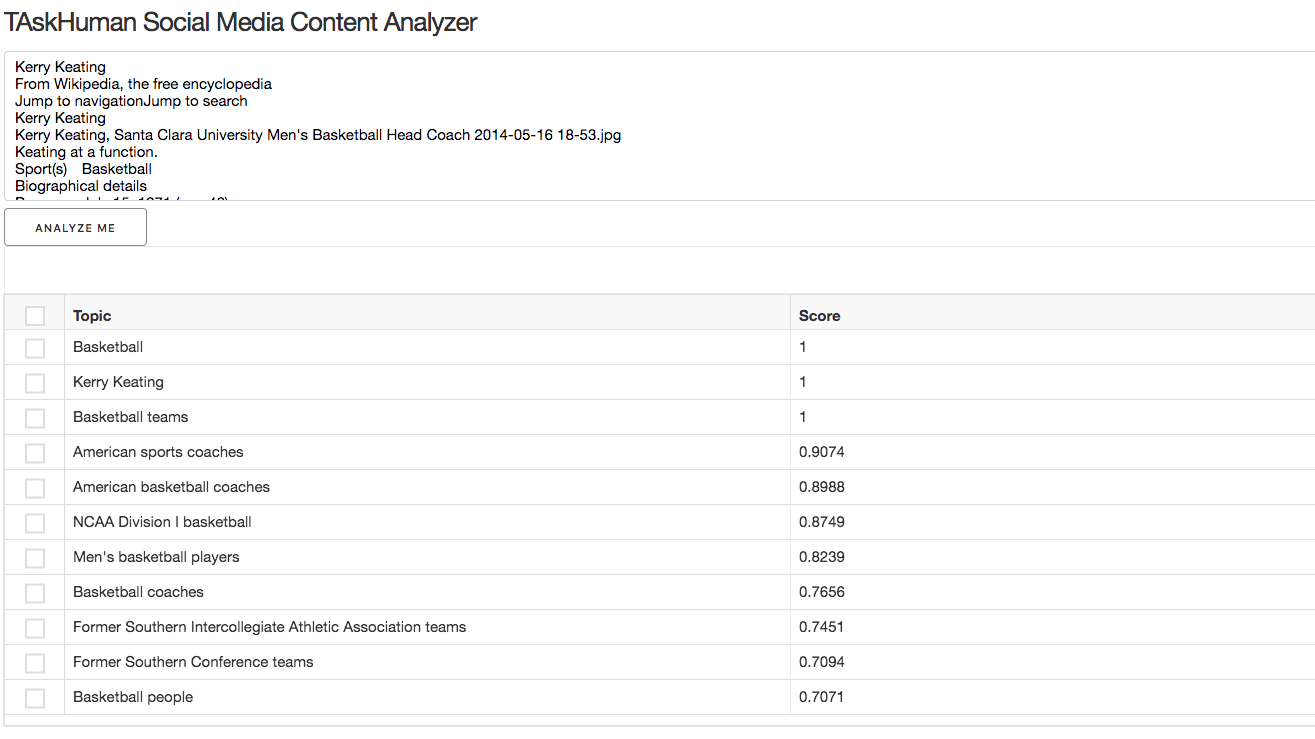 TAskHuman Social Media Content Analyzer
Kerry Keating
From Wikipedia, the free encyclopedia
Jump to navigationJump to search
Kerry Keating
Kerry Keating, Santa Clara University Men's Basketball Head Coach 2014-05-16 18-53.jpg
Keating at a function.
Sport(s) Basketball
Biographical details
ANALYZE ME
Topic Score
Basketball 1
Kerry Keating 1
Basketball teams 1
American sports coaches 0.9074
American basketball coaches 0.8988
NCAA Division I basketball 0.8749
Men's basketball players 0.8239
Basketball coaches 0.7656
Former Southern Intercollegiate Athletic Association teams 0.7451
Former Southern Conference teams 0.7094
Basketball people 0.7071